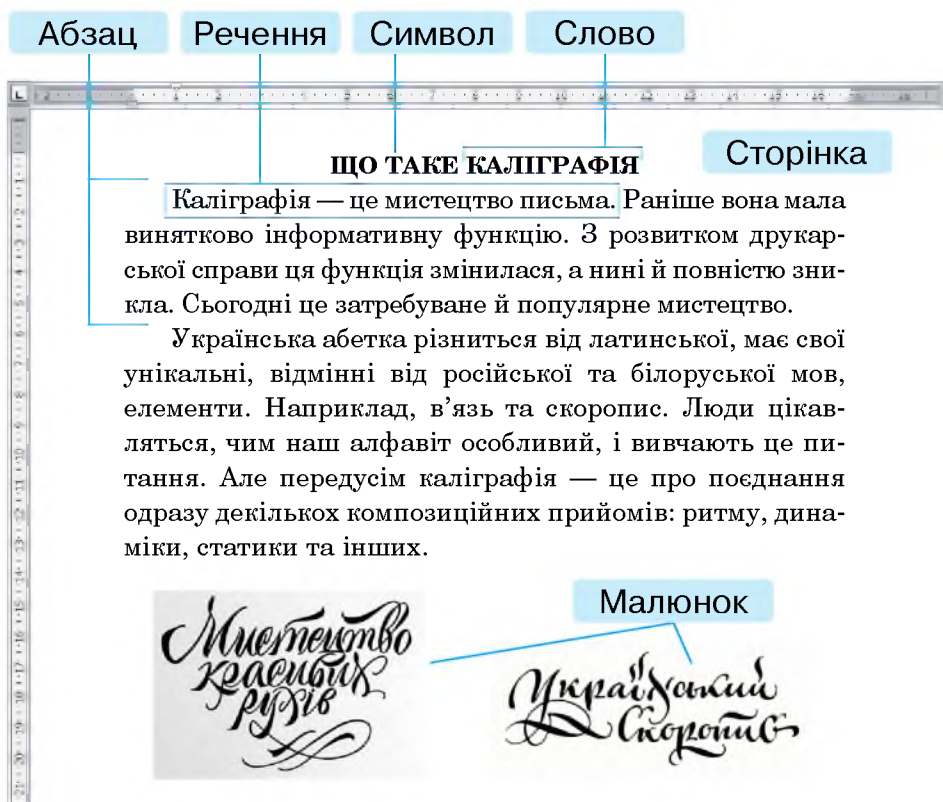 Абзац Речення Символ Слово
ЩО ТАКЕ КАЛІГРАФІЯ
Сторінка
Каліграфія — це мистецтво письма. Раніше вона мала
винятково інформативну функцію. З розвитком друкар-
ської справи ця функція змінилася, а нині й повністю зни-
кла. Сьогодні це затребуване й популярне мистецтво.
Українська абетка різниться від латинської, має свої
унікальні, відмінні від російської та білоруської мов,
елементи. Наприклад, в’язь та скоропис. Люди цікав-
ляться, чим наш алфавіт особливий, і вивчають це пи-
тання. Але передусім каліграфія — це про поєднання
одразу декількох композиційних прийомів: ритму, дина-
міки, статики та інших.
Малюнок
Мистецтво
красивих
рухів
Український
Скоропис